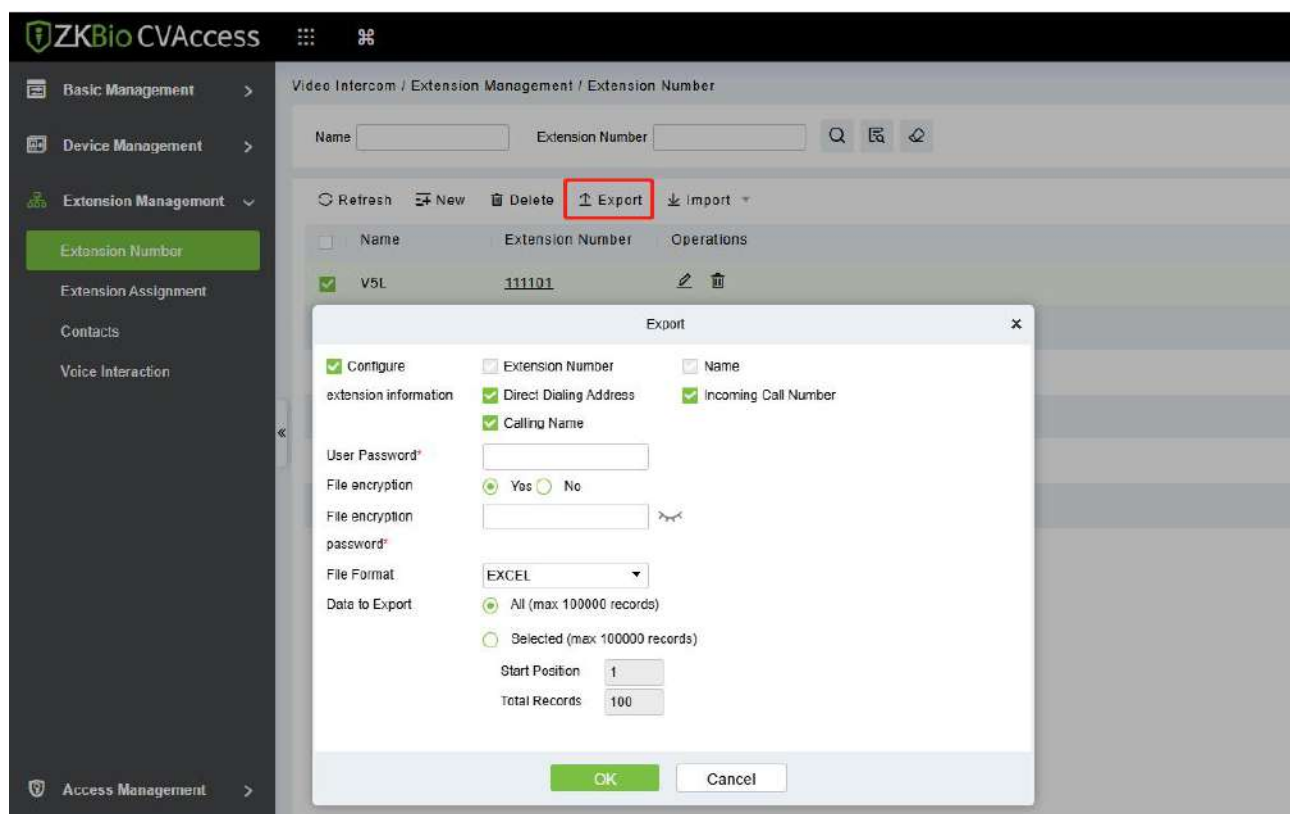 ZKBio CVAccess
Basic Management
Device Management
Extension Management
Extension Number
Extension Assignment
Contacts
Voice Interaction
Access Management
Video Intercom / Extension Management / Extension Number
Name Extension Number
Refresh New Delete Export Import
Name Extension Number Operations
V5L 111101
Export
Configure Extension Number Name
extension information Direct Dialing Address Incoming Call Number
Calling Name
User Password*
File encryption Yes No
File encryption
password*
File Format EXCEL
Data to Export All (max 100000 records)
Selected (max 100000 records)
Start Position 1
Total Records 100
OK Cancel